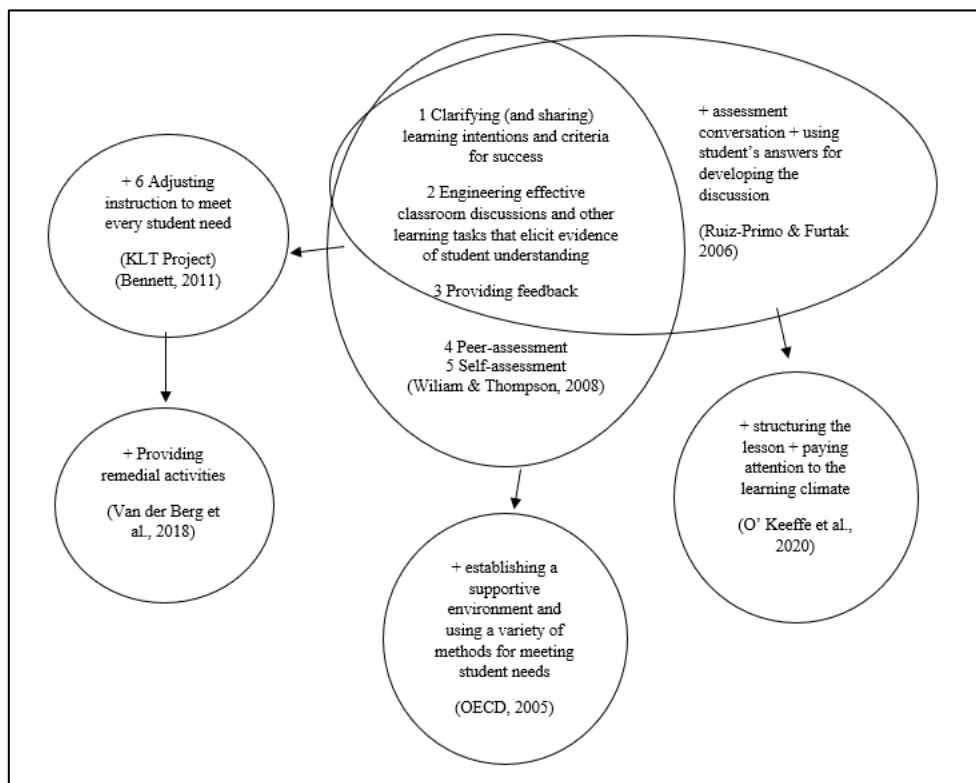 1 Clarifying (and sharing)
learning intentions and criteria
for success
2 Engineering effective
classroom discussions and other
learning tasks that elicit evidence
of student understanding
3 Providing feedback
4 Peer-assessment
5 Self-assessment
(Wiliam & Thompson, 2008)
+ assessment
conversation + using
student’s answers for
developing the
discussion
(Ruiz-Primo & Furtak
2006)
+ 6 Adjusting
instruction to meet
every student need
(KLT Project)
(Bennett, 2011)
+ Providing
remedial activities
(Van der Berg et
al., 2018)
+ establishing a
supportive
environment and
using a variety of
methods for meeting
student needs
(OECD, 2005)
+ structuring the
lesson + paying
attention to the
learning climate
(O’ Keeffe et al.,
2020)